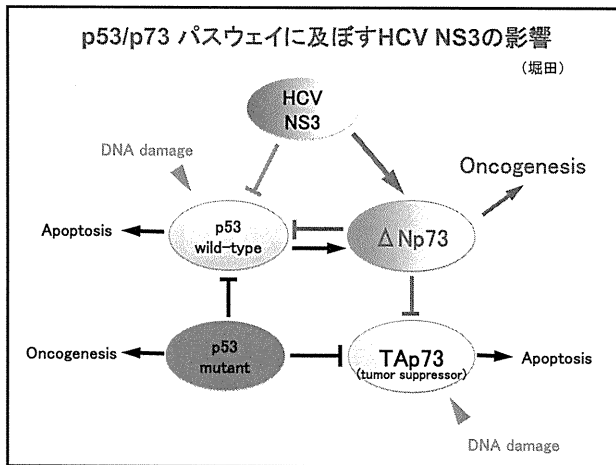 p53/p73 パスウェイに及ぼすHCV NS3の影響
(堀田)
HCV
NS3
DNA damage
Oncogenesis
Apoptosis
p53
wild-type
ΔNp73
Oncogenesis
p53
mutant
TAp73
(tumor suppressor)
Apoptosis
DNA damage